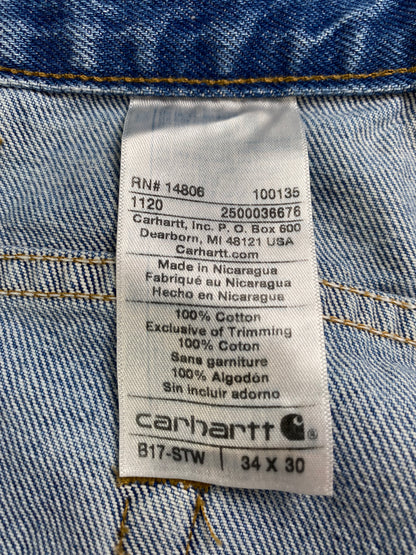 RN# 14806 100135
1120 2500036676
Carhartt, Inc. P. O. Box 600
Dearborn, MI 48121 USA
Carhartt.com
Made in Nicaragua
Fabriqué au Nicaragua
Hecho en Nicaragua
100% Cotton
Exclusive of Trimming
100% Coton
Sans garniture
100% Algodón
Sin incluir adorno
carhartt ®
B17-STW 34 X 30